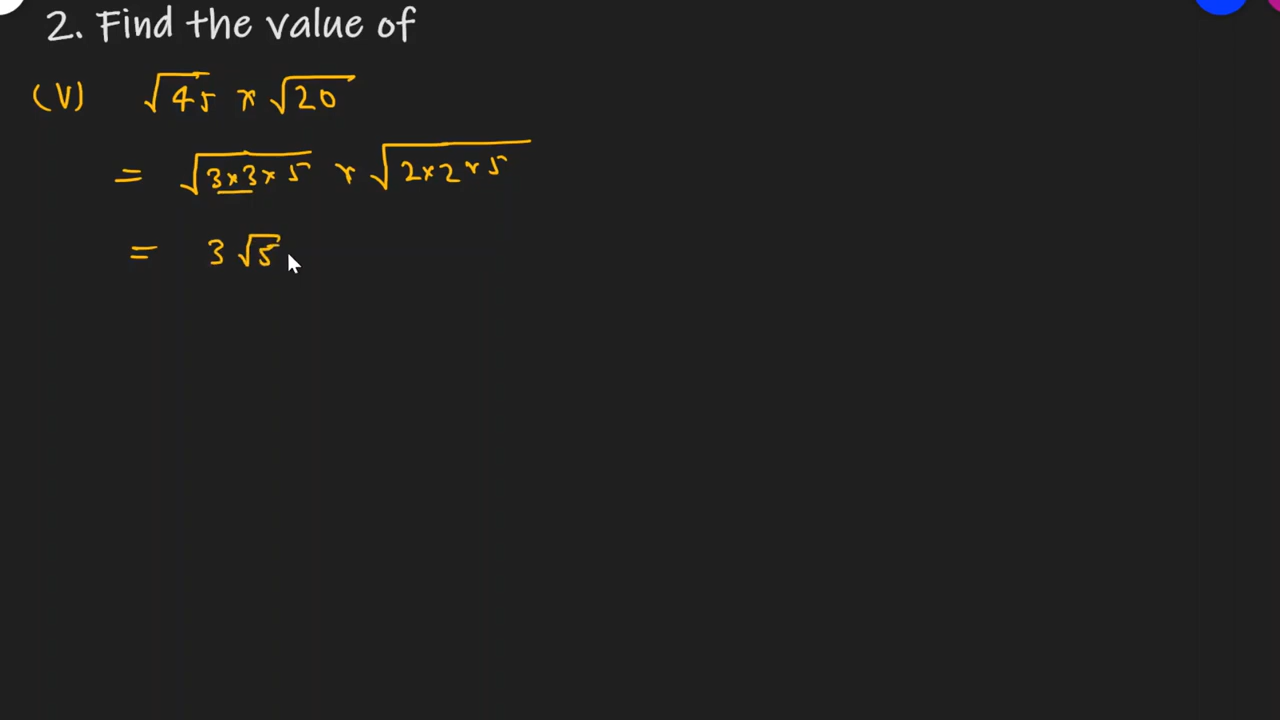 2. Find the value of
(V) √45 × √20
= √3×3×5 × √2×2×5
= 3 √5